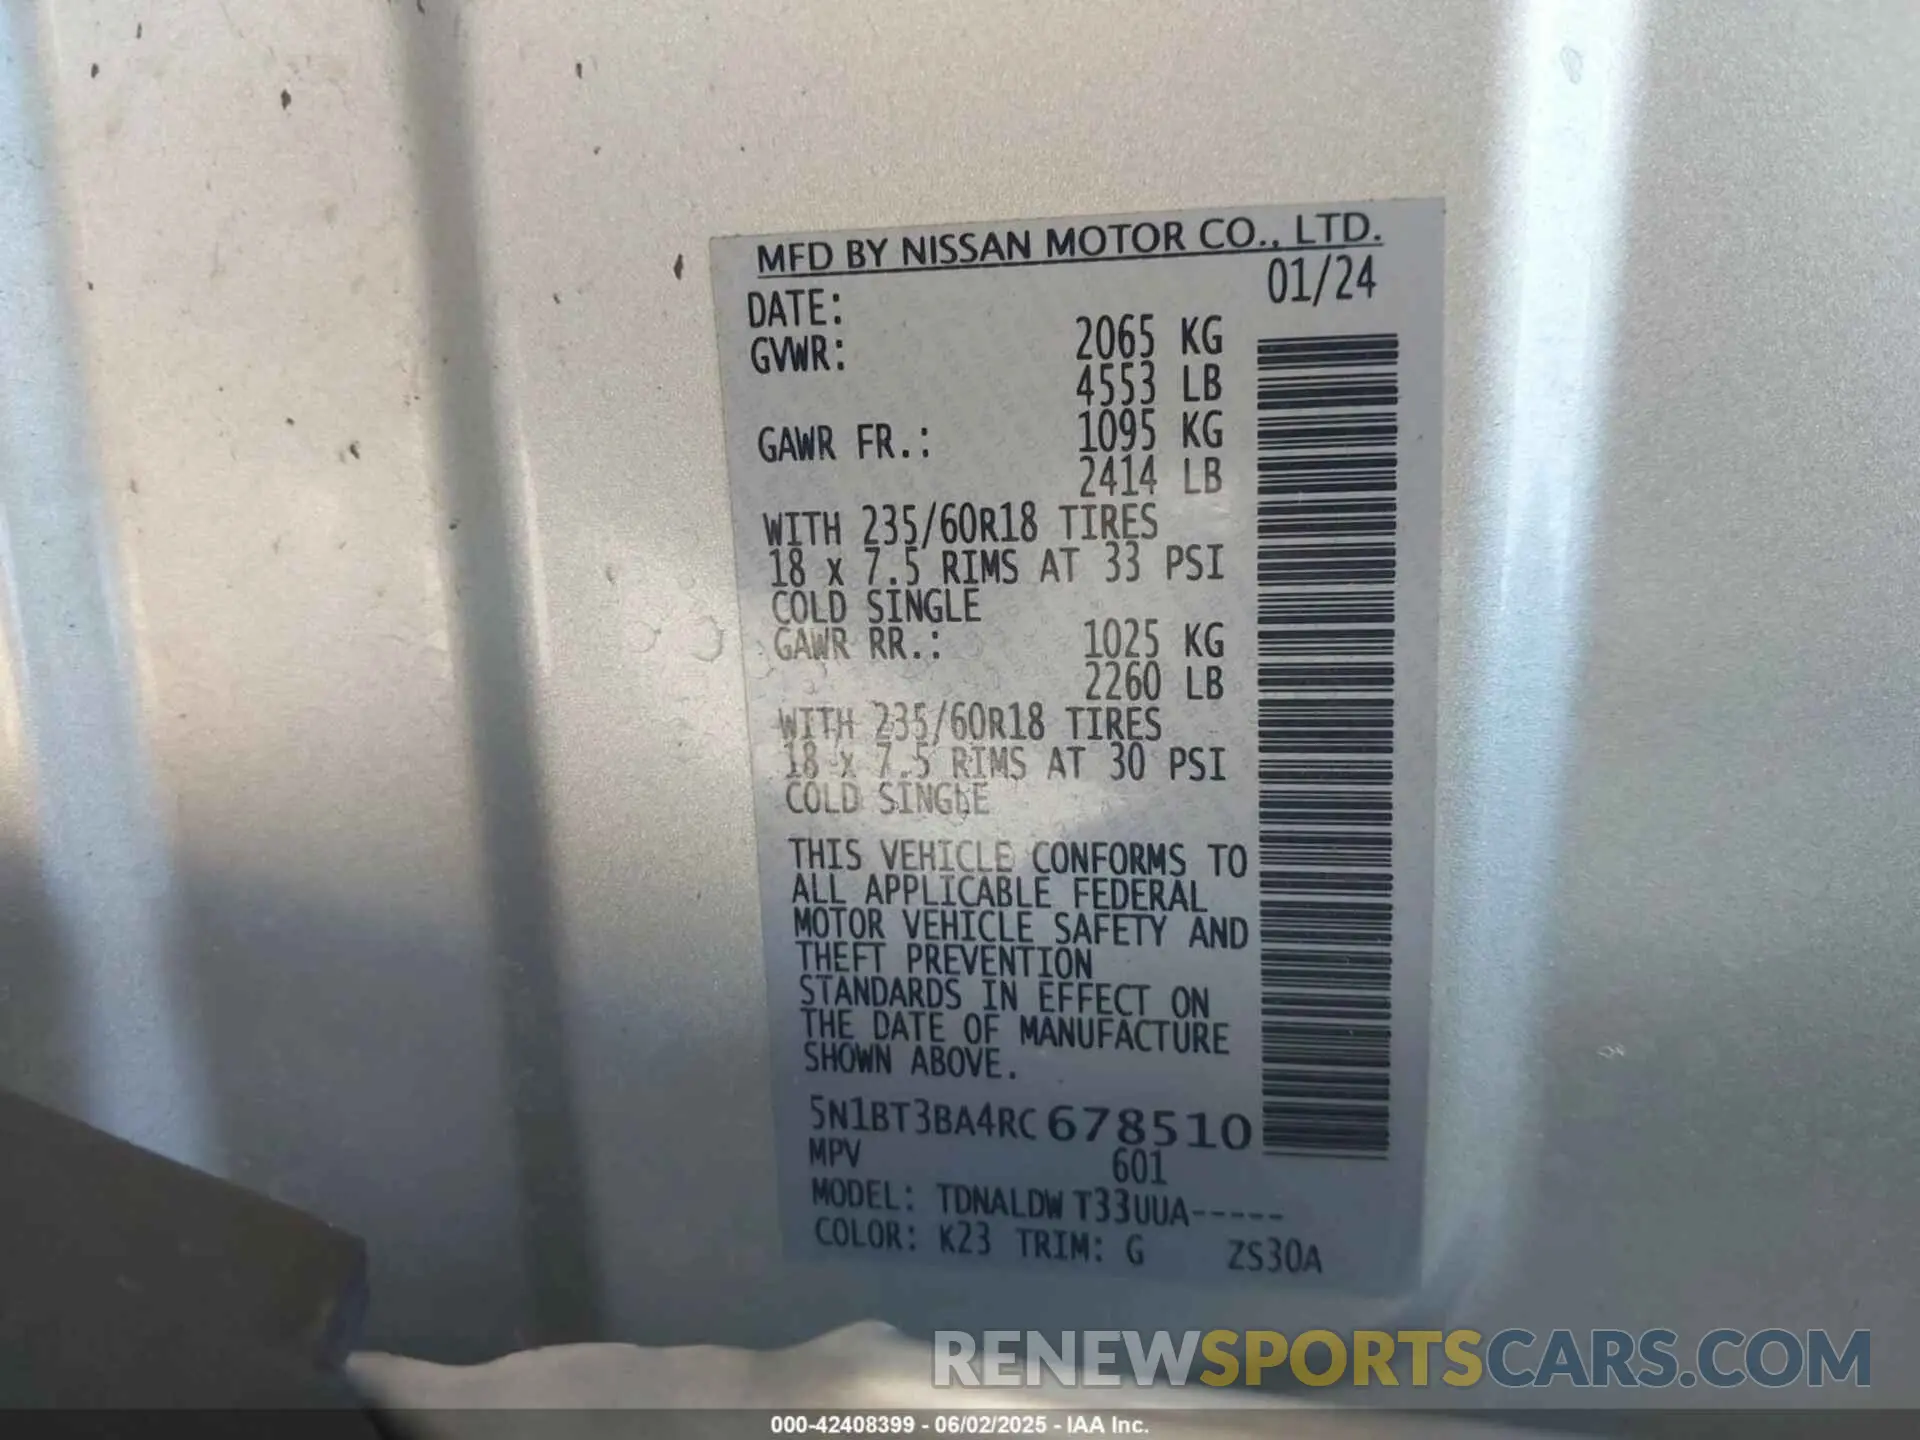 MFD BY NISSAN MOTOR CO., LTD.
DATE: 01/24
GVWR: 2065 KG
4553 LB
GAWR FR.: 1095 KG
2414 LB
WITH 235/60R18 TIRES
18 x 7.5 RIMS AT 33 PSI
COLD SINGLE
GAWR RR.: 1025 KG
2260 LB
WITH 235/60R18 TIRES
18 x 7.5 RIMS AT 30 PSI
COLD SINGLE
THIS VEHICLE CONFORMS TO
ALL APPLICABLE FEDERAL
MOTOR VEHICLE SAFETY AND
THEFT PREVENTION
STANDARDS IN EFFECT ON
THE DATE OF MANUFACTURE
SHOWN ABOVE.
5N1BT3BA4RC678510
MPV 601
MODEL: TDNALDW T33UUA-----
COLOR: K23 TRIM: G ZS30A
RENEWSPORTSCARS.COM
000-42408399 - 06/02/2025 - IAA Inc.